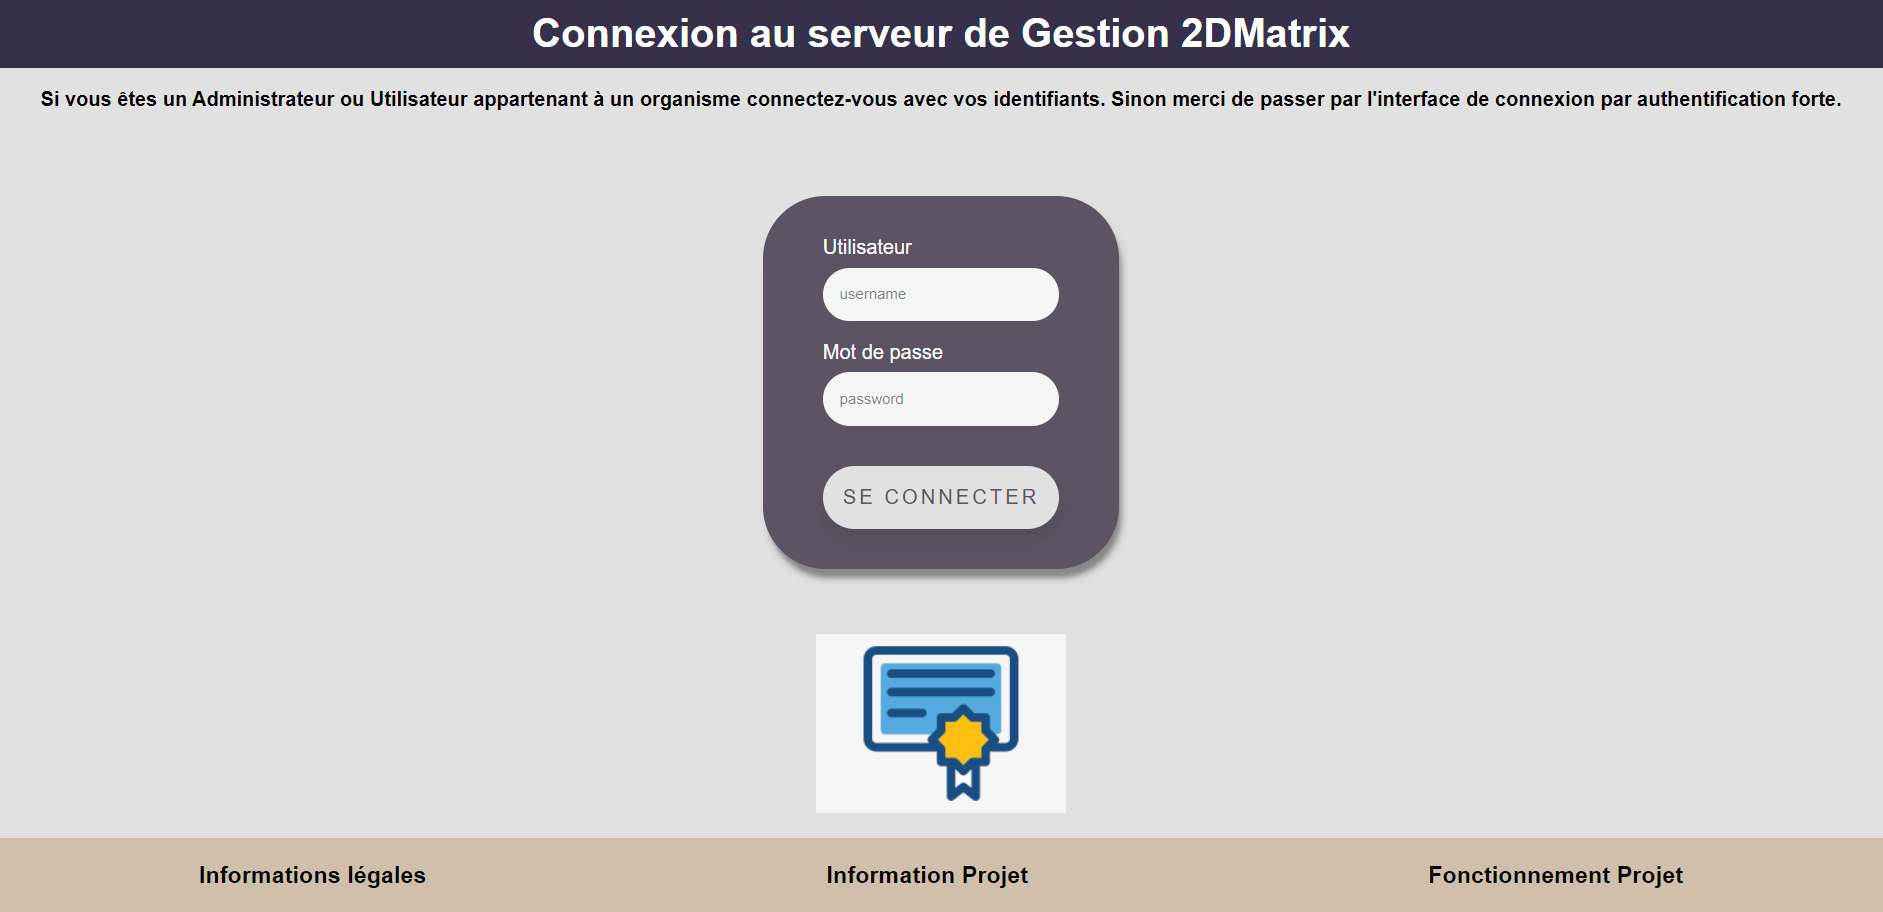 Connexion au serveur de Gestion 2DMatrix
Si vous êtes un Administrateur ou Utilisateur appartenant à un organisme connectez-vous avec vos identifiants. Sinon merci de passer par l'interface de connexion par authentification forte.
Utilisateur
username
Mot de passe
password
SE CONNECTER
Informations légales
Information Projet
Fonctionnement Projet